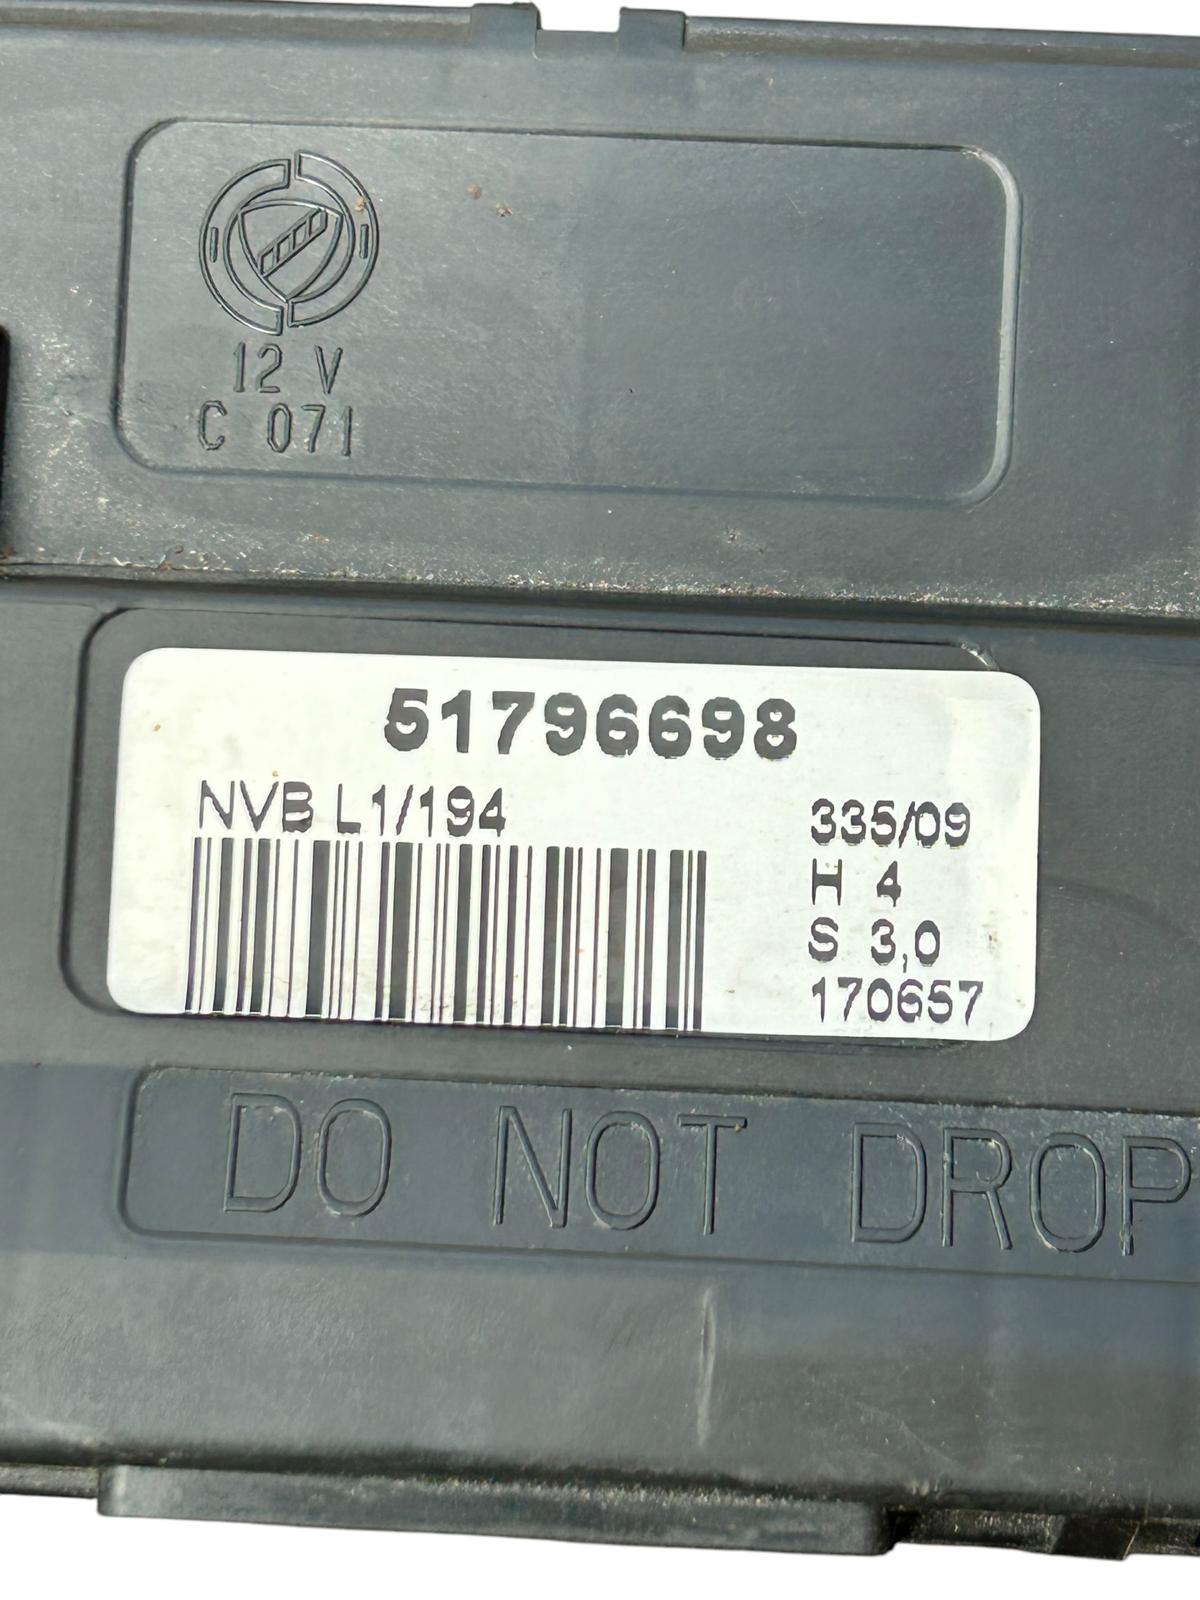 12 V
C 071
51796698
NVB L1/194
335/09
H 4
S 3,0
170657
DO NOT DROP